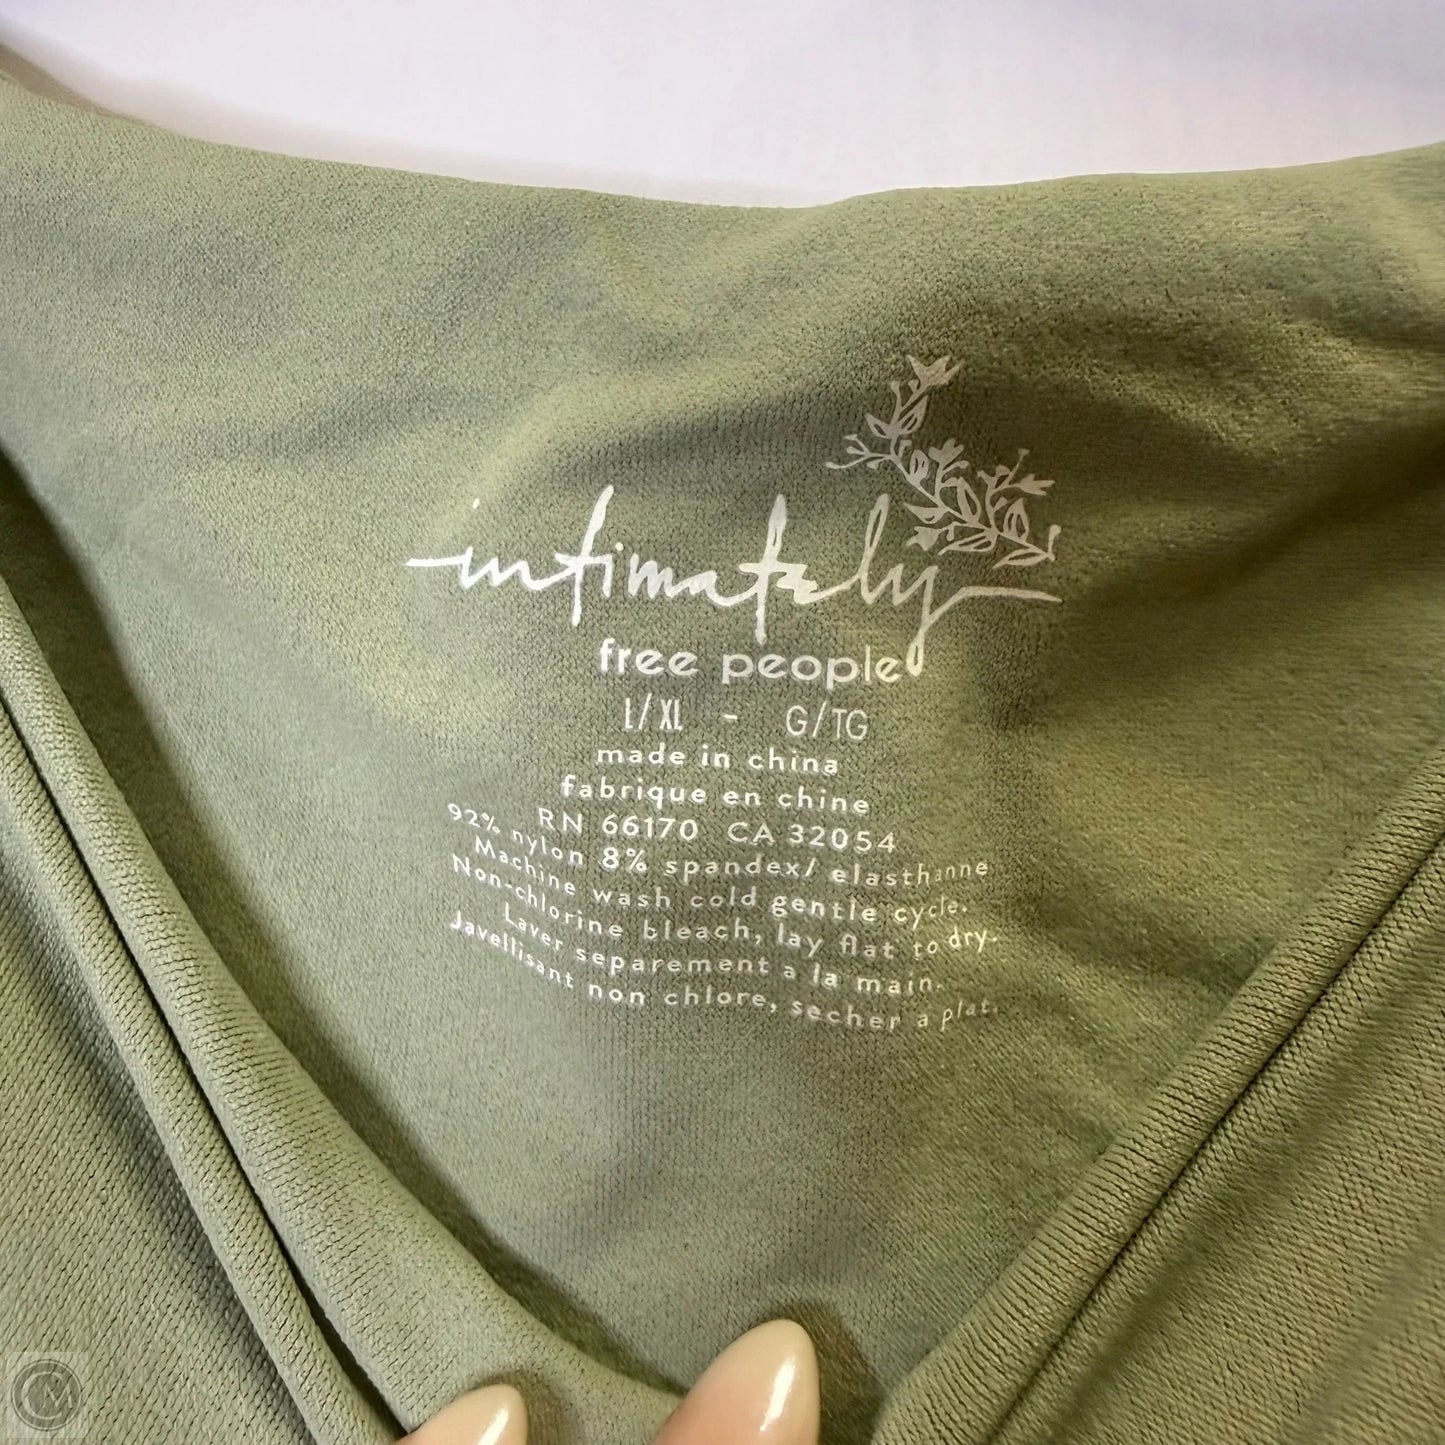 intimately
free people
L/XL - G/TG
made in china
fabrique en chine
RN 66170 CA 32054
92% nylon 8% spandex/ elasthanne
Machine wash cold gentle cycle.
Non-chlorine bleach, lay flat to dry.
Laver separement a la main.
Javellisant non chlore, secher a plat.
CM